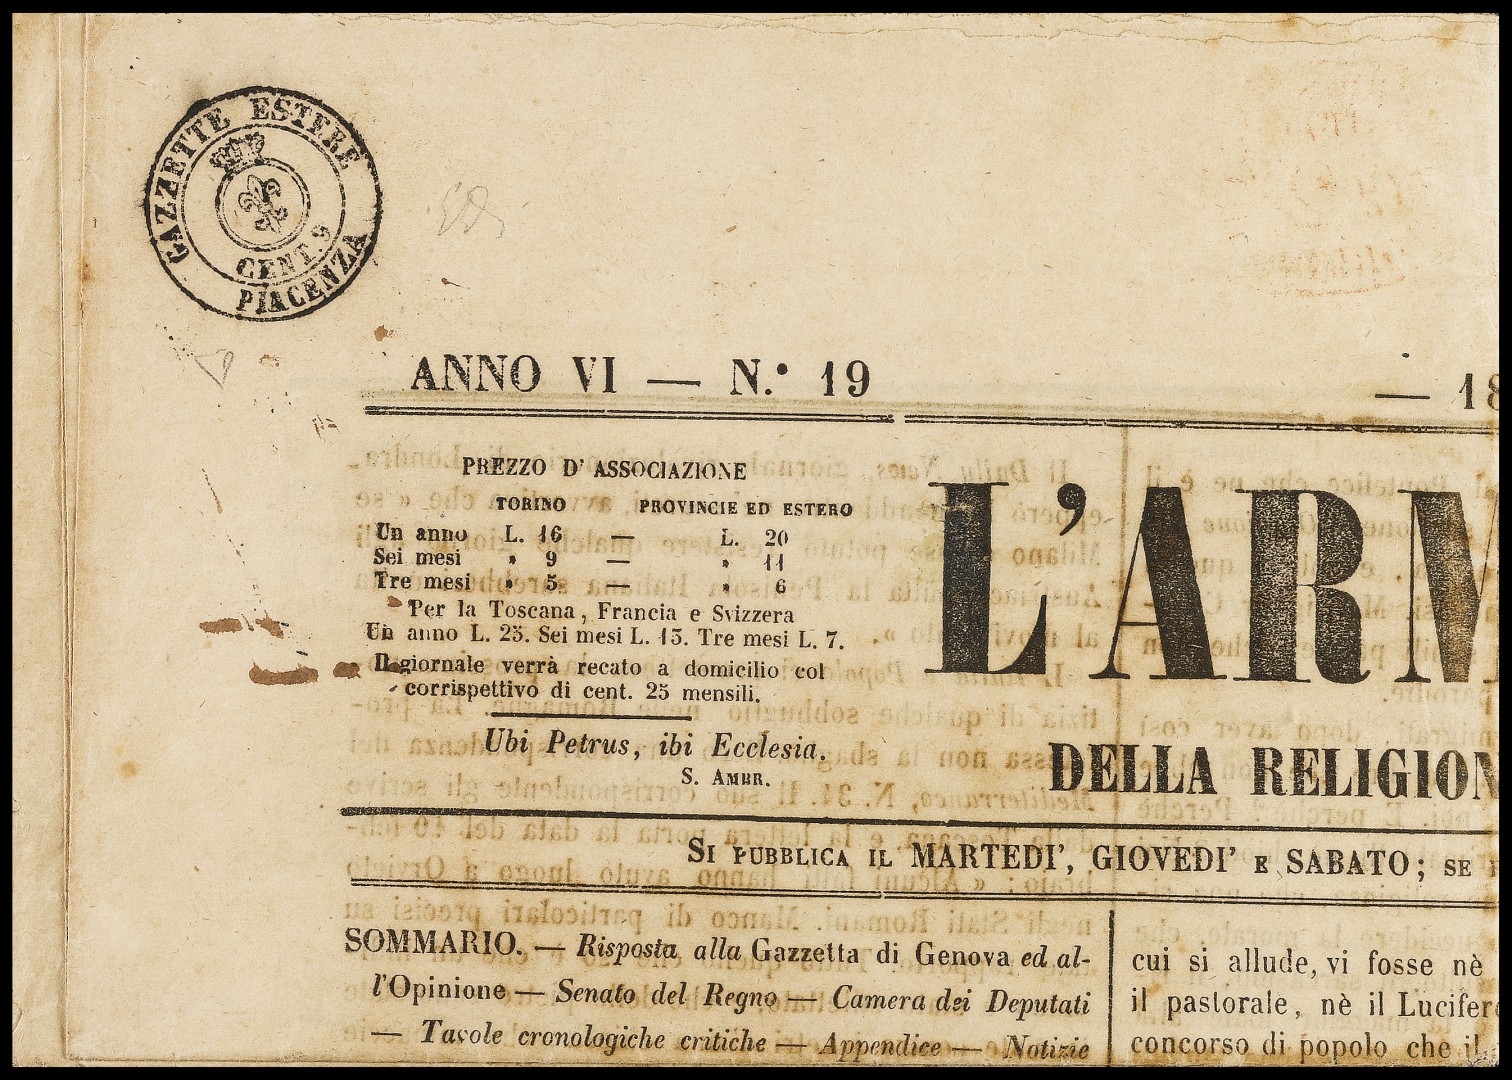 GAZZETTE ESTERE
CENT. 9
PIACENZA
ANNO VI — N.° 19
— 18
PREZZO D' ASSOCIAZIONE
TORINO PROVINCIE ED ESTERO
Un anno L. 16 — L. 20
Sei mesi » 9 — » 11
Tre mesi » 5 — » 6
Per la Toscana, Francia e Svizzera
Un anno L. 25. Sei mesi L. 13. Tre mesi L. 7.
Il giornale verrà recato a domicilio col
corrispettivo di cent. 25 mensili.
Ubi Petrus, ibi Ecclesia.
S. AMBR.
L'ARM
DELLA RELIGION
SI PUBBLICA IL MARTEDI', GIOVEDI' E SABATO; SE
SOMMARIO. — Risposta alla Gazzetta di Genova ed al-
l'Opinione — Senato del Regno — Camera dei Deputati
— Tavole cronologiche critiche — Appendice — Notizie
cui si allude, vi fosse nè
il pastorale, nè il Lucifer
concorso di popolo che il